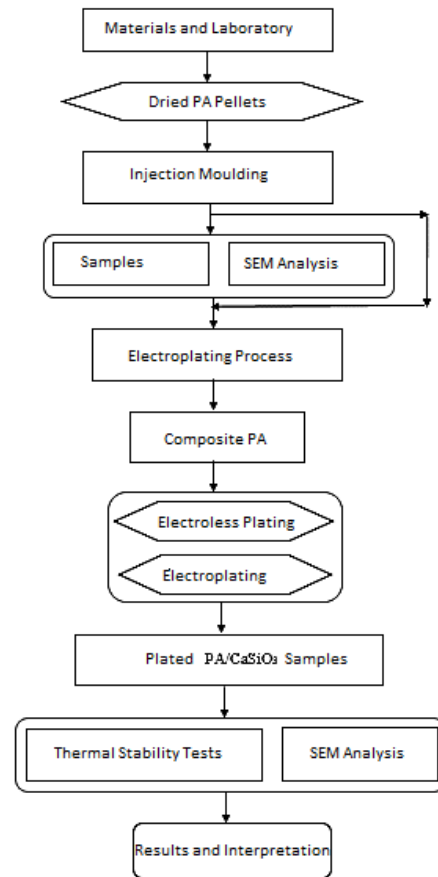 Materials and Laboratory
Dried PA Pellets
Injection Moulding
Samples
SEM Analysis
Electroplating Process
Composite PA
Electroless Plating
Electroplating
Plated PA/CaSiO₃ Samples
Thermal Stability Tests
SEM Analysis
Results and Interpretation